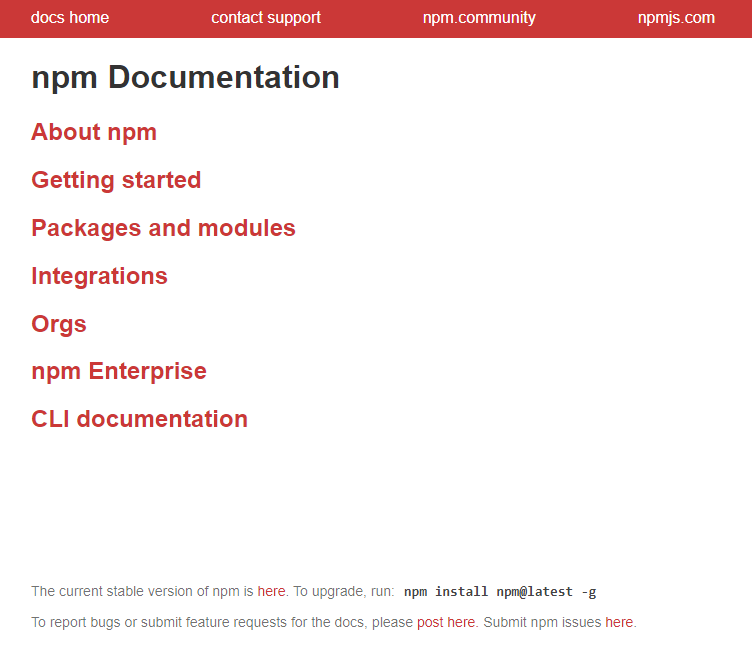 docs home contact support npm.community npmjs.com
npm Documentation
About npm
Getting started
Packages and modules
Integrations
Orgs
npm Enterprise
CLI documentation
The current stable version of npm is here. To upgrade, run: npm install npm@latest -g
To report bugs or submit feature requests for the docs, please post here. Submit npm issues here.